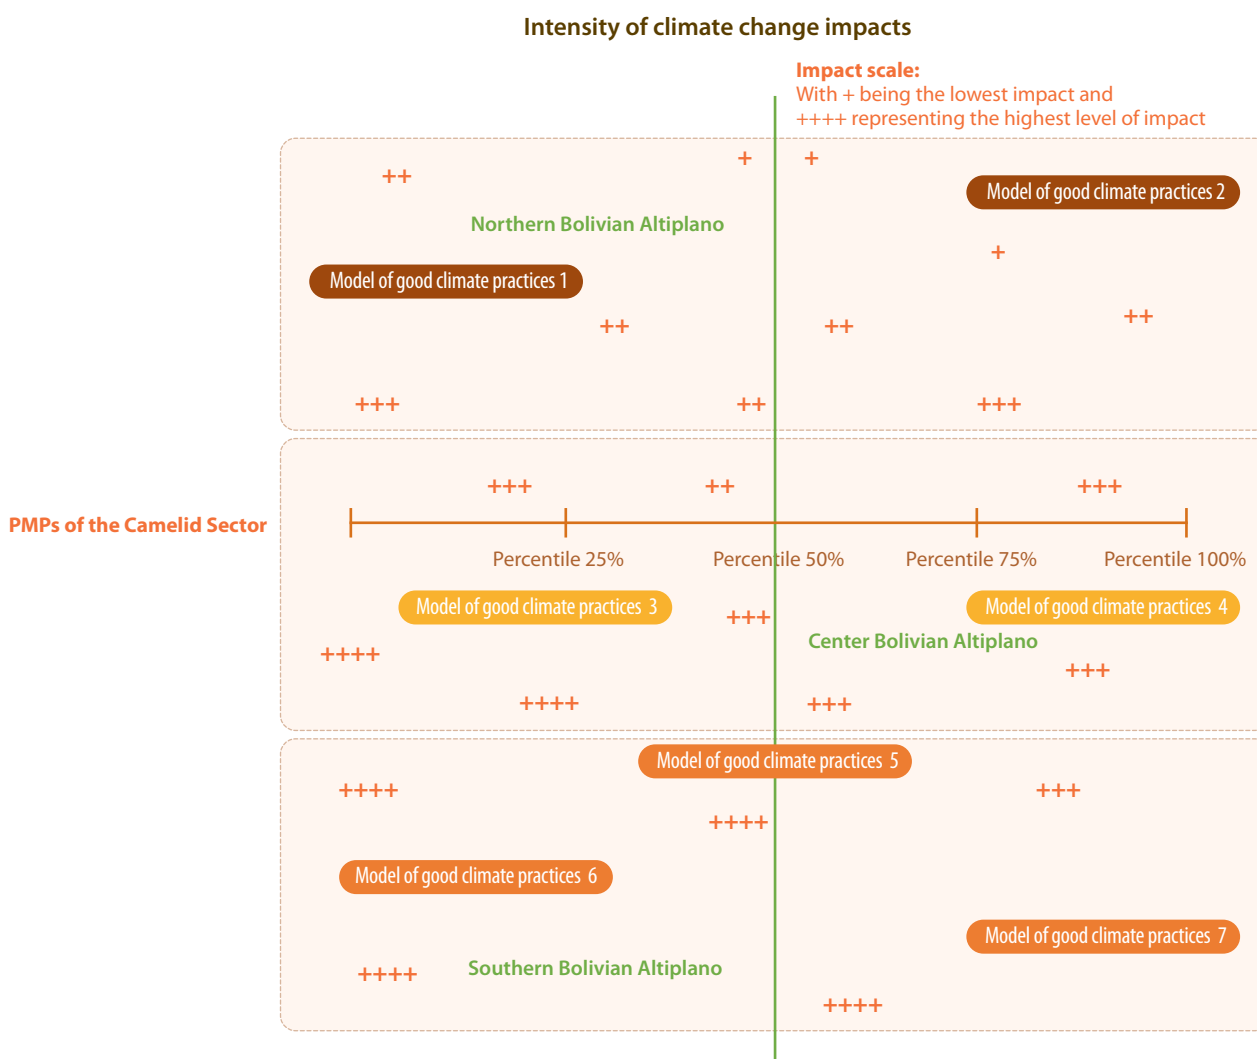 Intensity of climate change impacts
Impact scale:
With + being the lowest impact and
++++ representing the highest level of impact
+ +
++
Model of good climate practices 2
Northern Bolivian Altiplano
+
Model of good climate practices 1
++
++ ++
+++ ++ +++
+++ ++ +++
PMPs of the Camelid Sector
Percentile 25% Percentile 50% Percentile 75% Percentile 100%
Model of good climate practices 3 Model of good climate practices 4
+++
Center Bolivian Altiplano
++++
+++
++++ +++
Model of good climate practices 5
++++ +++
++++
Model of good climate practices 6
Model of good climate practices 7
Southern Bolivian Altiplano
++++
++++